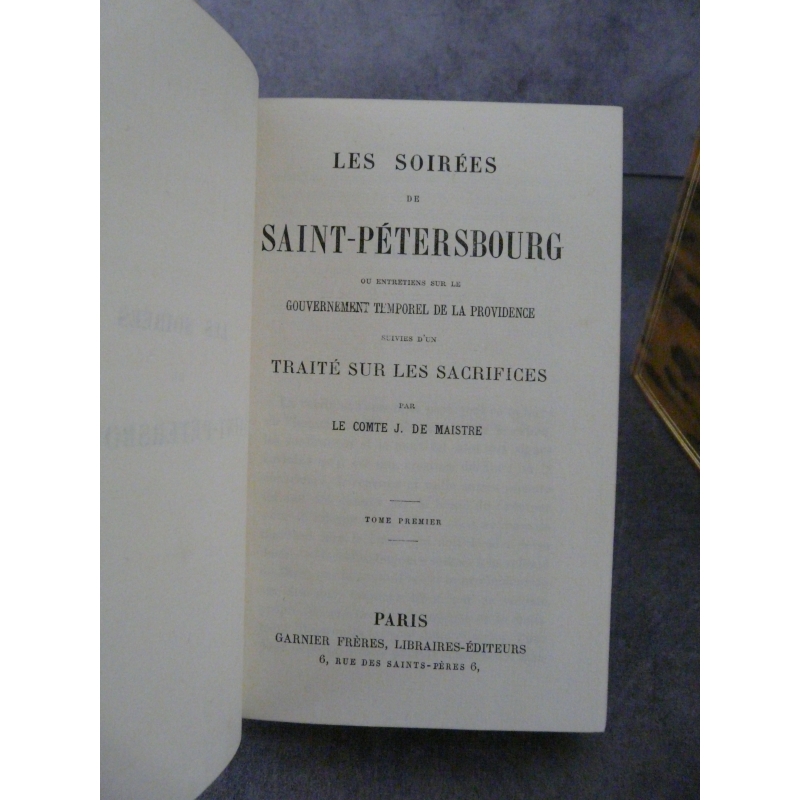 LES SOIRÉES
DE
SAINT-PÉTERSBOURG
OU ENTRETIENS SUR LE
GOUVERNEMENT TEMPOREL DE LA PROVIDENCE
SUIVIES D'UN
TRAITÉ SUR LES SACRIFICES
PAR
LE COMTE J. DE MAISTRE
TOME PREMIER
PARIS
GARNIER FRÈRES, LIBRAIRES-ÉDITEURS
6, RUE DES SAINTS-PÈRES 6,